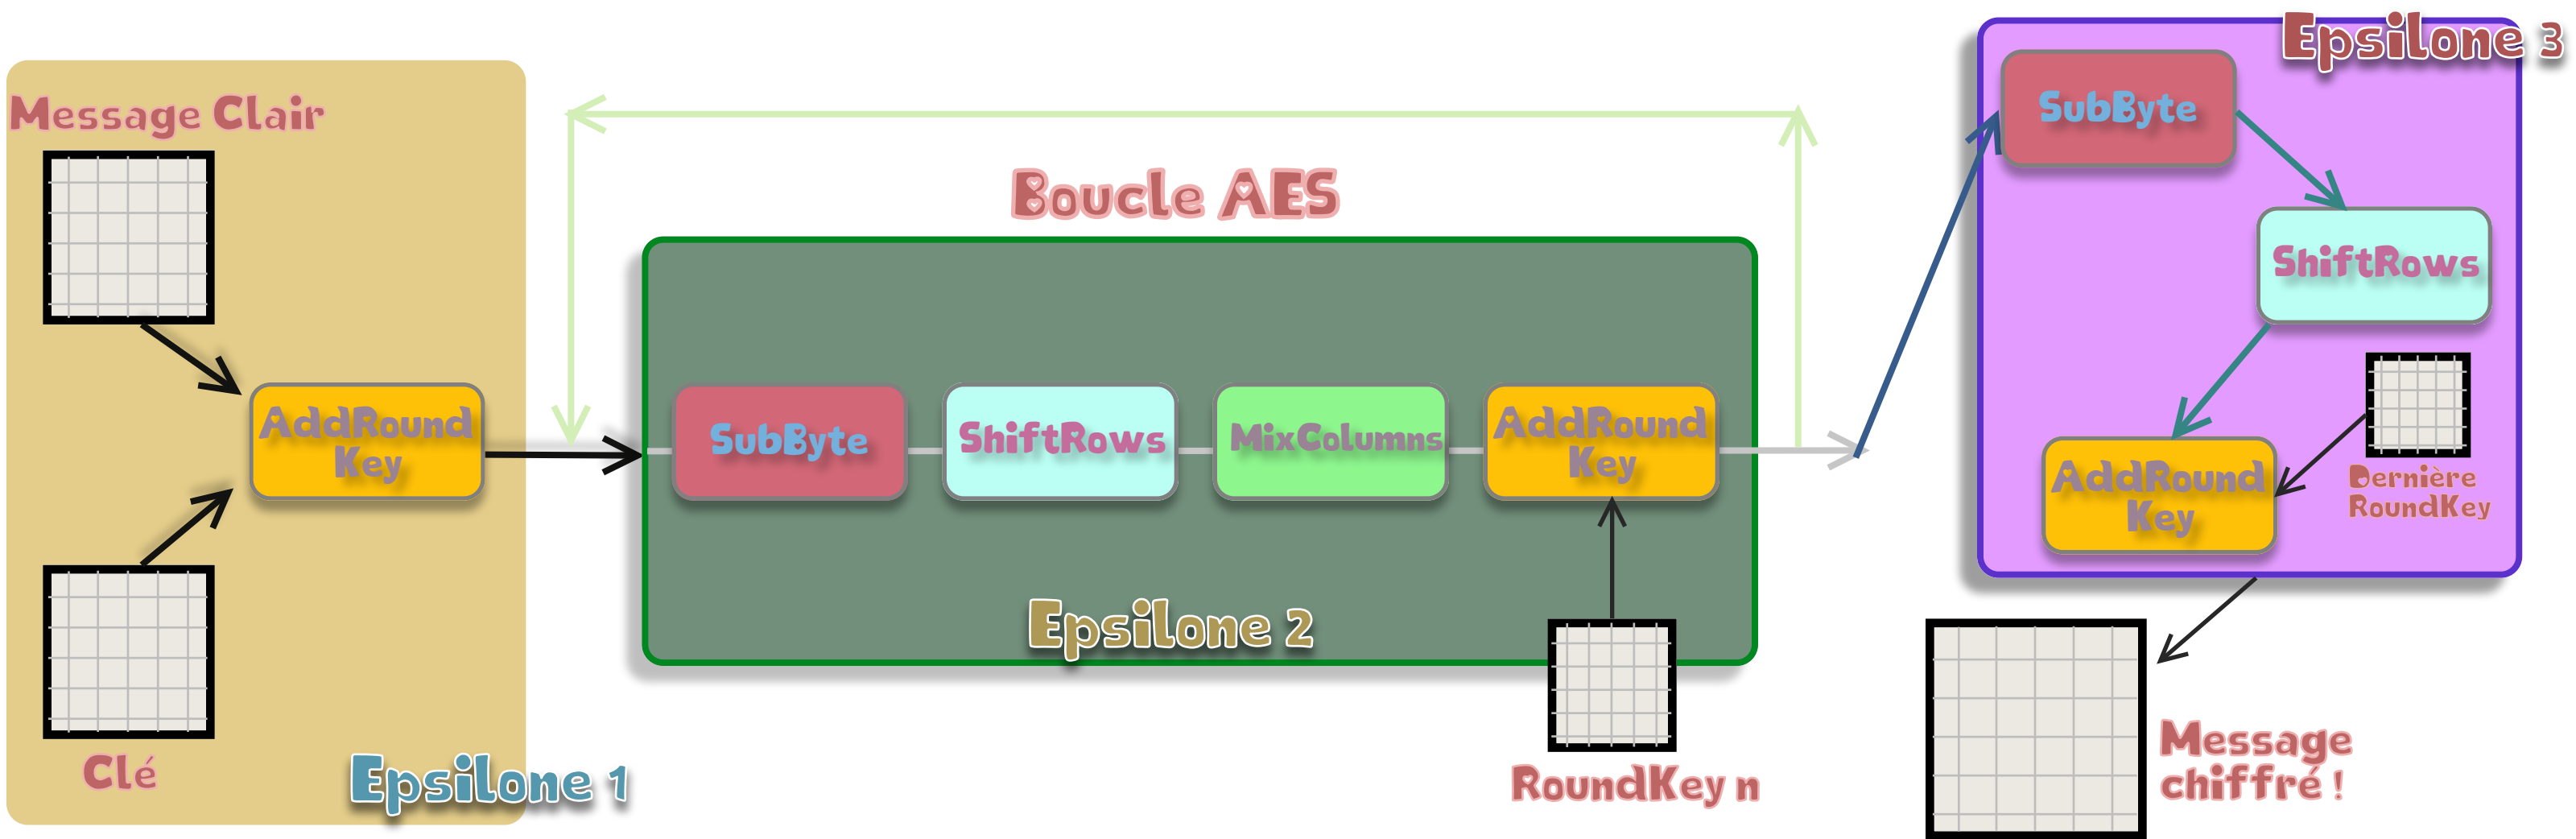 Message Clair
AddRound
Key
Clé
Epsilone 1
Boucle AES
SubByte
ShiftRows
MixColumns
AddRound
Key
Epsilone 2
RoundKey n
Epsilone 3
SubByte
ShiftRows
AddRound
Key
Dernière
RoundKey
Message
chiffré !